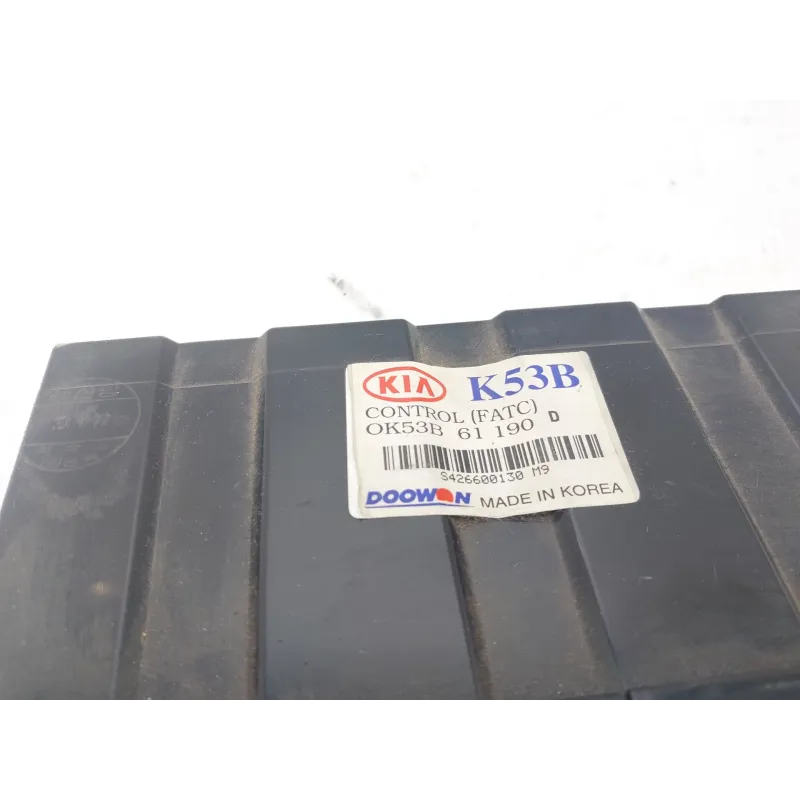 KIA K53B
CONTROL (FATC)
OK53B 61 190 D
S426600130 M9
DOOWON MADE IN KOREA